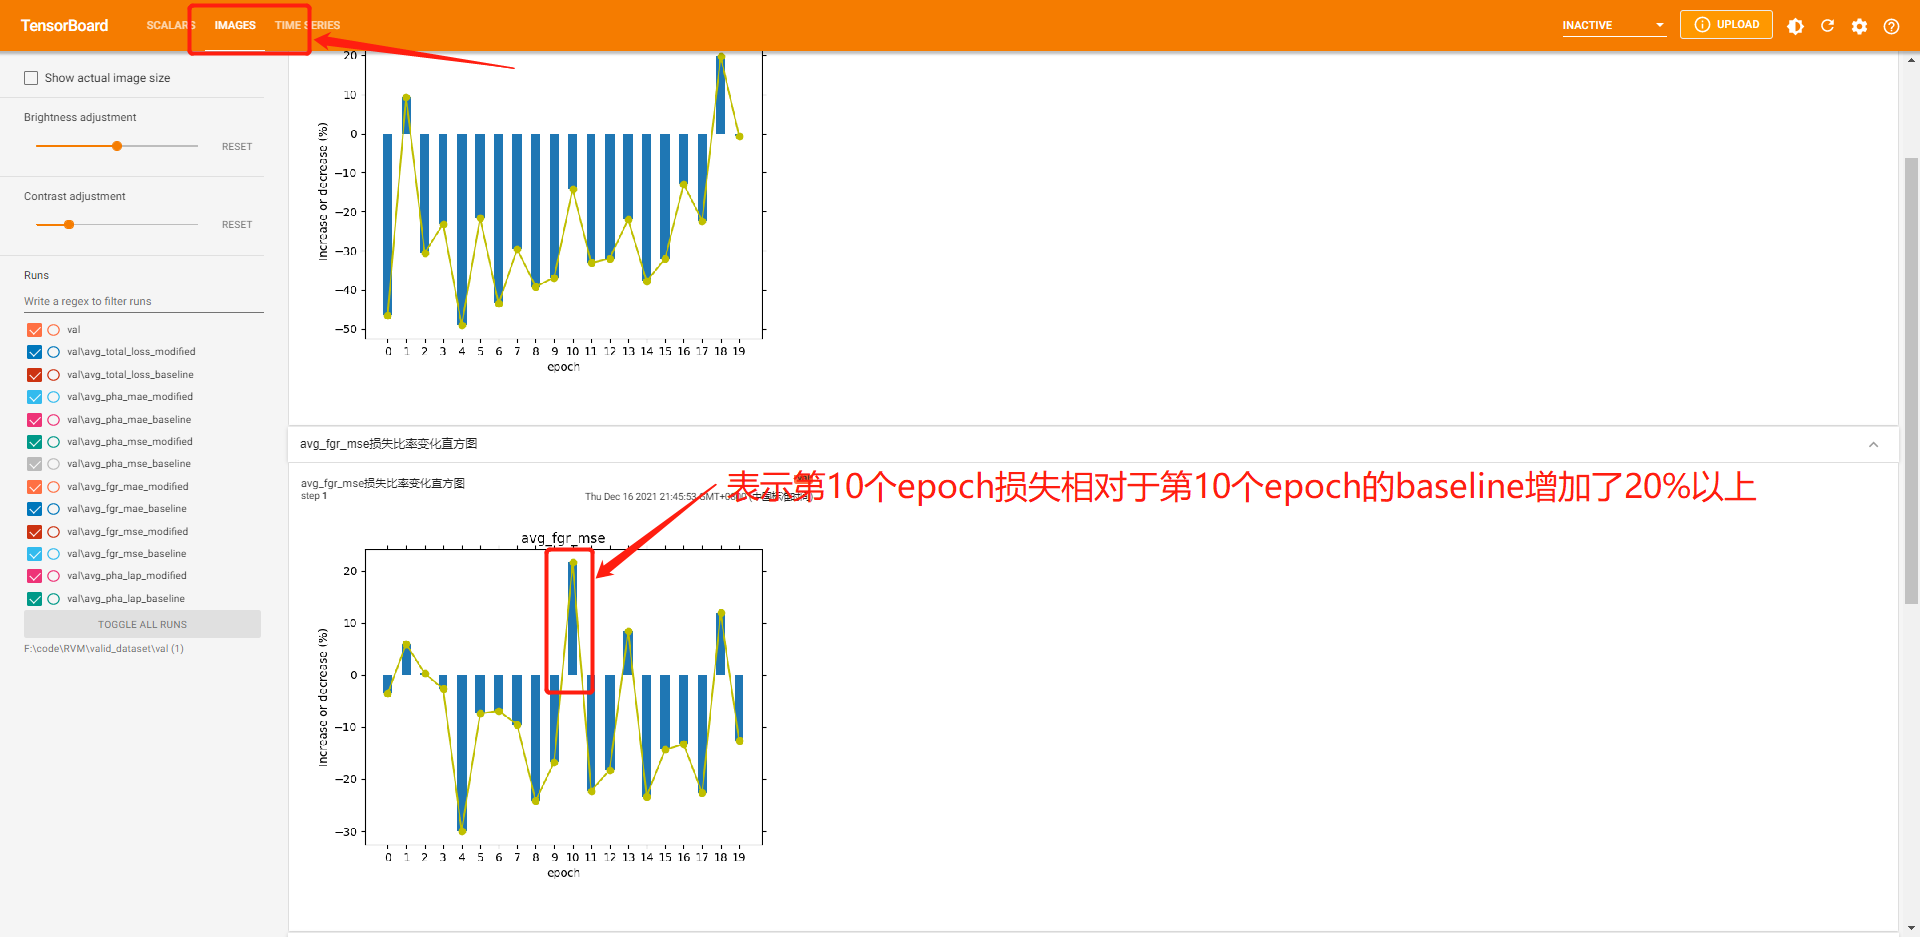 TensorBoard
SCALARS IMAGES TIME SERIES
INACTIVE
UPLOAD
Show actual image size
Brightness adjustment
RESET
Contrast adjustment
RESET
Runs
Write a regex to filter runs
val
val\avg_total_loss_modified
val\avg_total_loss_baseline
val\avg_pha_mae_modified
val\avg_pha_mae_baseline
val\avg_pha_mse_modified
val\avg_pha_mse_baseline
val\avg_fgr_mae_modified
val\avg_fgr_mae_baseline
val\avg_fgr_mse_modified
val\avg_fgr_mse_baseline
val\avg_pha_lap_modified
val\avg_pha_lap_baseline
TOGGLE ALL RUNS
F:\code\RVM\valid_dataset\val (1)
20
10
0
−10
−20
−30
−40
−50
Increase or decrease (%)
0 1 2 3 4 5 6 7 8 9 10 11 12 13 14 15 16 17 18 19
epoch
avg_fgr_mse损失比率变化直方图
avg_fgr_mse损失比率变化直方图
step 1
Thu Dec 16 2021 21:45:53 GMT+0800 (中国标准时间)
表示第10个epoch损失相对于第10个epoch的baseline增加了20%以上
avg_fgr_mse
20
10
0
−10
−20
−30
Increase or decrease (%)
0 1 2 3 4 5 6 7 8 9 10 11 12 13 14 15 16 17 18 19
epoch